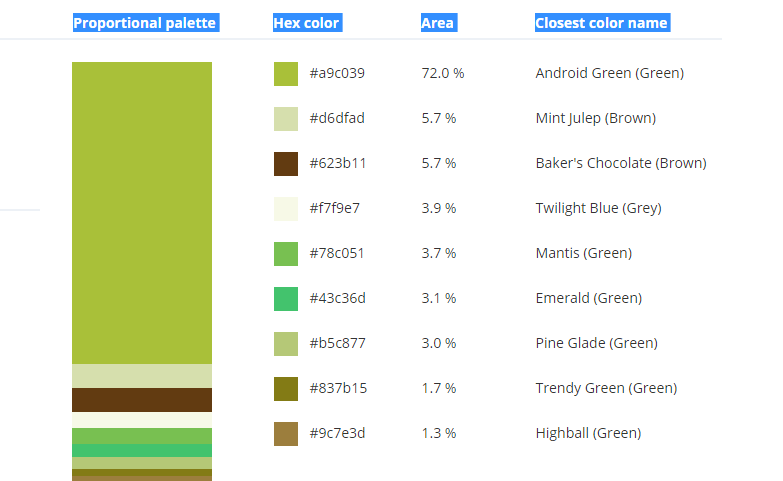 Proportional palette Hex color Area Closest color name
#a9c039 72.0 % Android Green (Green)
#d6dfad 5.7 % Mint Julep (Brown)
#623b11 5.7 % Baker's Chocolate (Brown)
#f7f9e7 3.9 % Twilight Blue (Grey)
#78c051 3.7 % Mantis (Green)
#43c36d 3.1 % Emerald (Green)
#b5c877 3.0 % Pine Glade (Green)
#837b15 1.7 % Trendy Green (Green)
#9c7e3d 1.3 % Highball (Green)